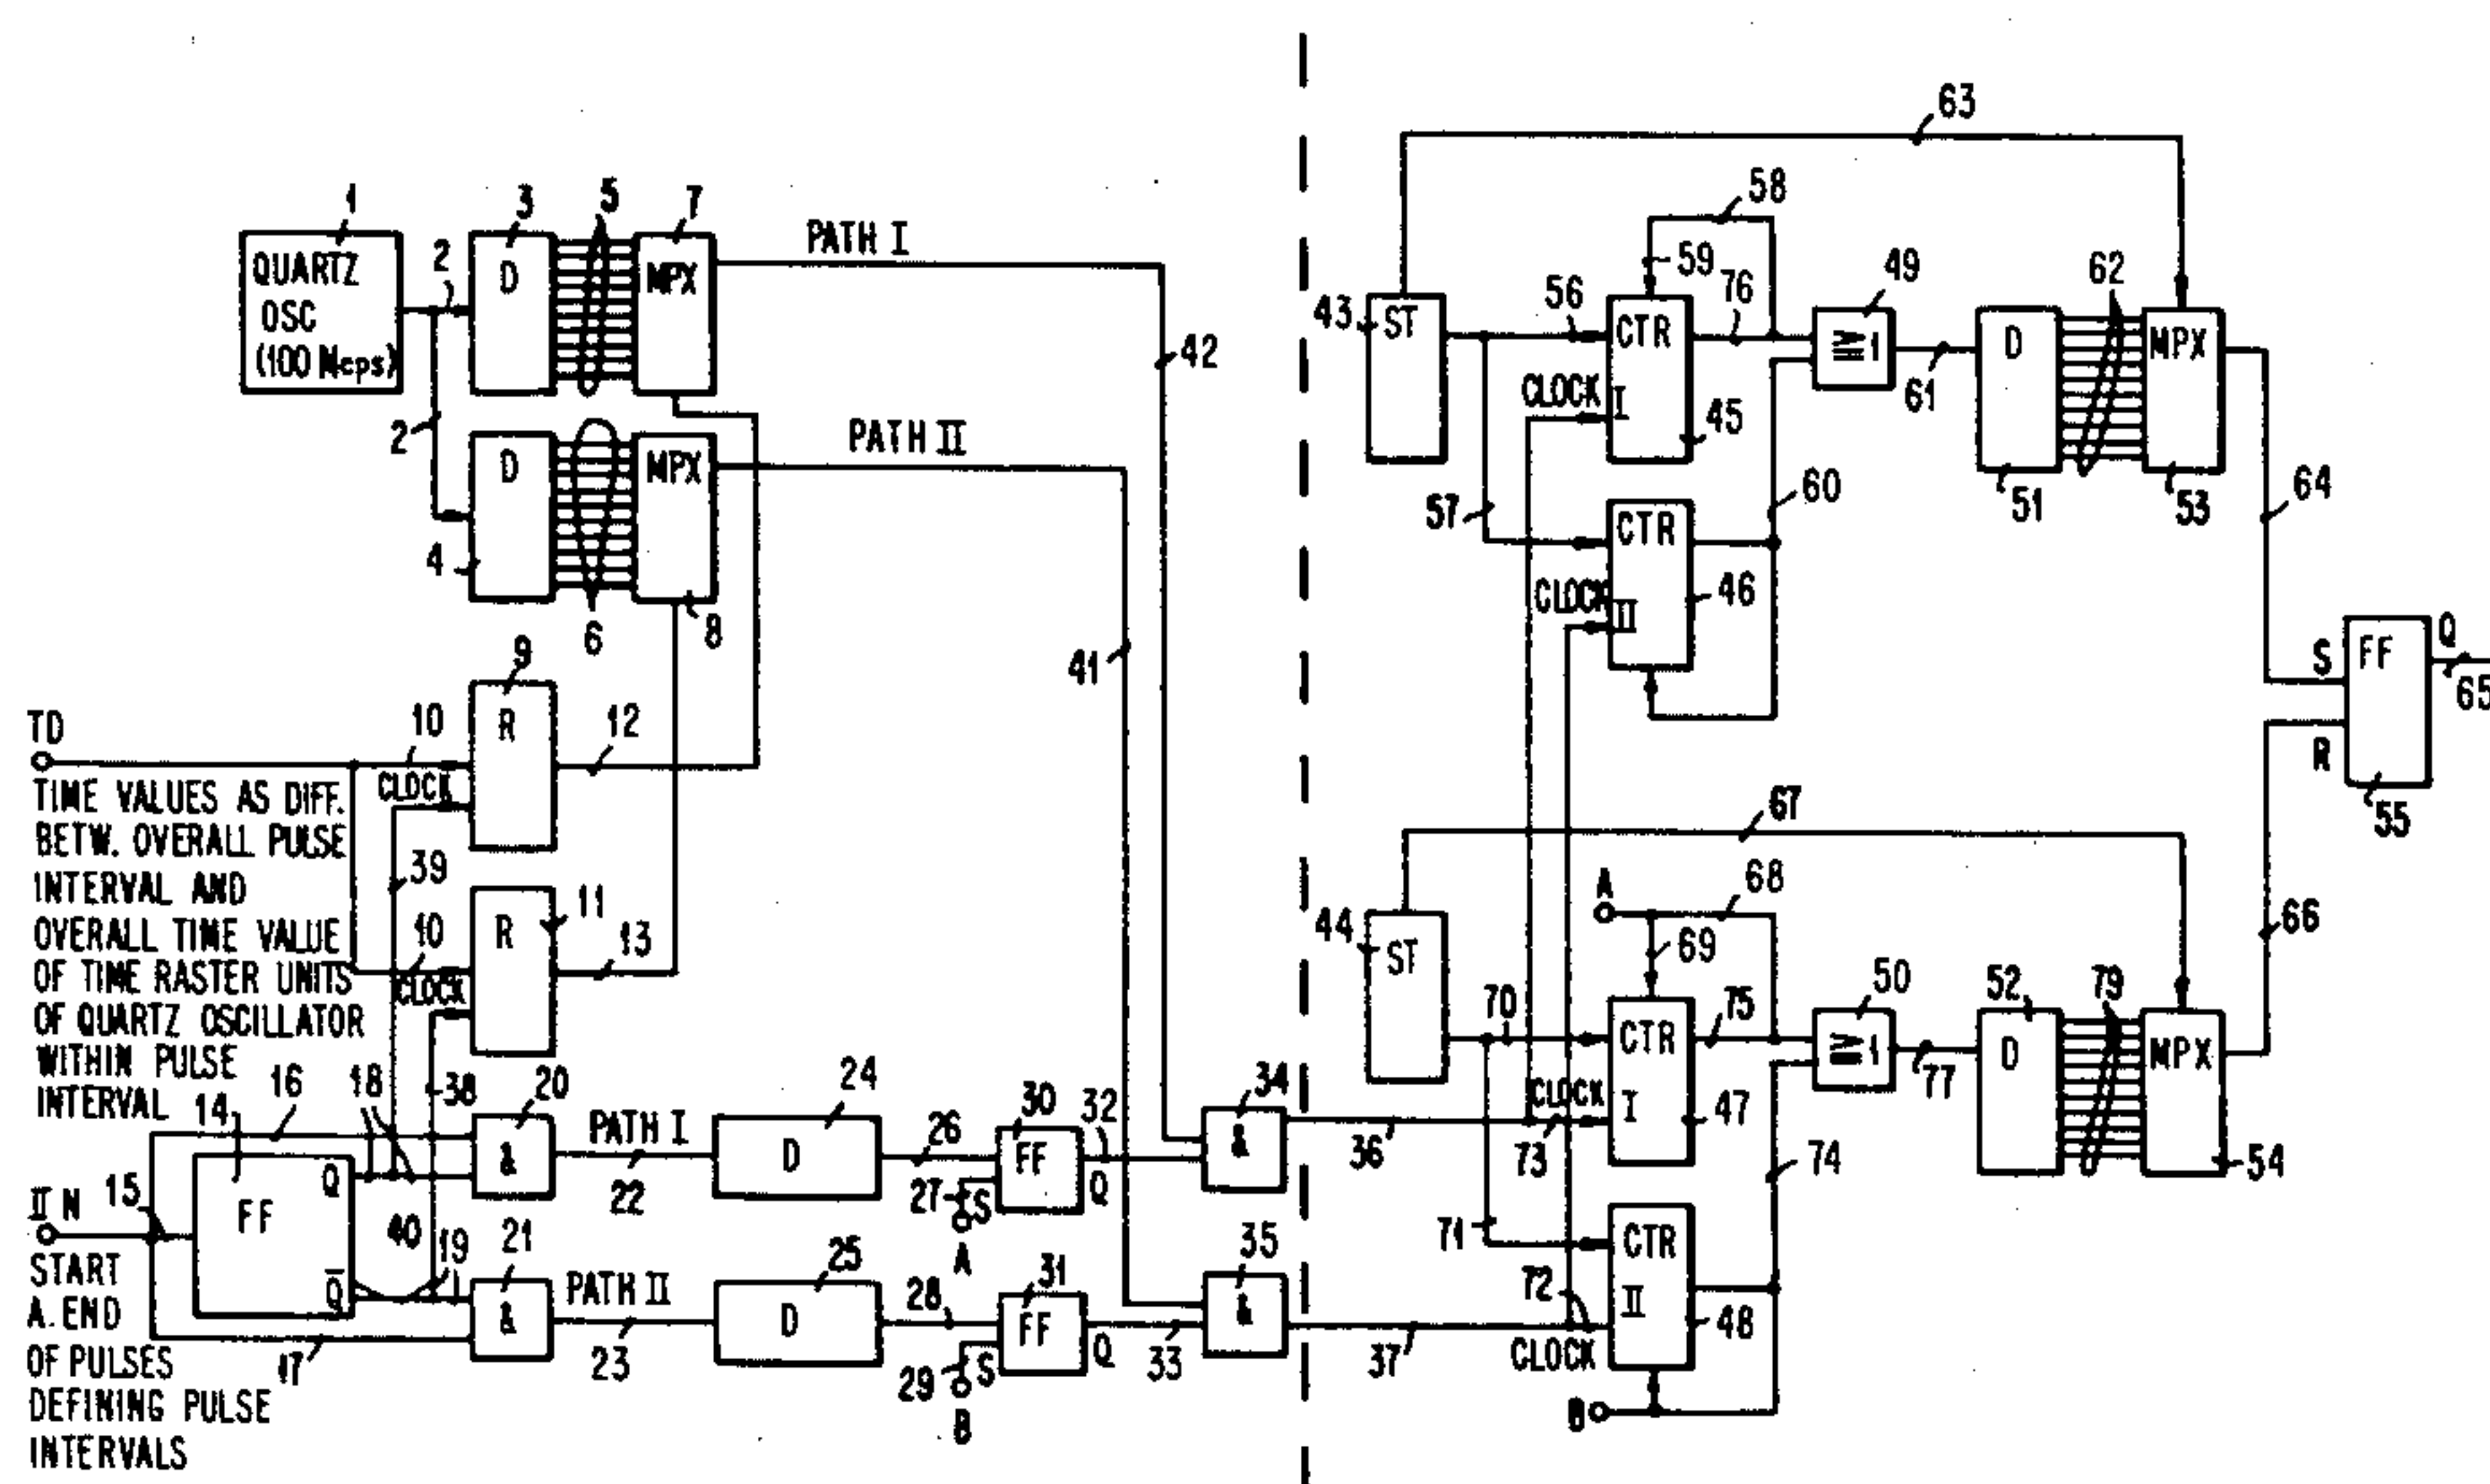 63
58
1
3
5
7
PATH I
59
76
49
62
QUARTZ
OSC
(100 Mcps)
2
D
MPX
43
ST
56
CTR
≥1
D
MPX
42
CLOCK
I
45
61
2
PATH II
D
MPX
57
60
51
53
64
4
CTR
CLOCK
II
46
6
8
9
41
S
FF
Q
65
TD
10
R
12
R
55
CLOCK
67
TIME VALUES AS DIFF.
BETW. OVERALL PULSE
INTERVAL AND
OVERALL TIME VALUE
OF TIME RASTER UNITS
OF QUARTZ OSCILLATOR
WITHIN PULSE
INTERVAL
39
10
CLOCK
R
11
13
A
68
44
ST
69
66
70
75
50
52
79
CTR
≥1
D
MPX
14
16
18
38
20
PATH I
24
26
30
32
34
36
CLOCK
73
I
47
77
54
&
22
D
27
S
A
FF
Q
&
74
II N
15
Q
FF
40
Q̅
19
21
PATH II
25
28
31
35
71
CTR
72
II
48
&
23
D
29
S
B
FF
Q
33
&
37
CLOCK
START
A. END
OF PULSES
DEFINING PULSE
INTERVALS
17
B